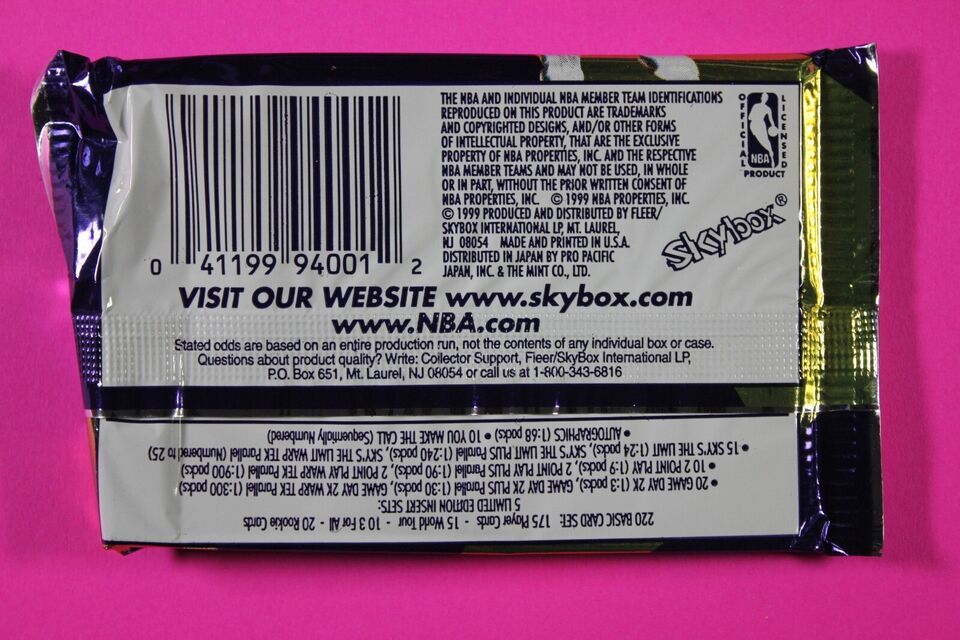 0 41199 94001 2
THE NBA AND INDIVIDUAL NBA MEMBER TEAM IDENTIFICATIONS
REPRODUCED ON THIS PRODUCT ARE TRADEMARKS
AND COPYRIGHTED DESIGNS, AND/OR OTHER FORMS
OF INTELLECTUAL PROPERTY, THAT ARE THE EXCLUSIVE
PROPERTY OF NBA PROPERTIES, INC. AND THE RESPECTIVE
NBA MEMBER TEAMS AND MAY NOT BE USED, IN WHOLE
OR IN PART, WITHOUT THE PRIOR WRITTEN CONSENT OF
NBA PROPERTIES, INC. © 1999 NBA PROPERTIES, INC.
© 1999 PRODUCED AND DISTRIBUTED BY FLEER/
SKYBOX INTERNATIONAL LP, MT. LAUREL,
NJ 08054 MADE AND PRINTED IN U.S.A.
DISTRIBUTED IN JAPAN BY PRO PACIFIC
JAPAN, INC. & THE MINT CO., LTD.
OFFICIAL LICENSED
NBA
PRODUCT
Skybox®
VISIT OUR WEBSITE www.skybox.com
www.NBA.com
Stated odds are based on an entire production run, not the contents of any individual box or case.
Questions about product quality? Write: Collector Support, Fleer/SkyBox International LP,
P.O. Box 651, Mt. Laurel, NJ 08054 or call us at 1-800-343-6816
220 BASIC CARD SET: 175 Player Cards - 15 World Tour - 10 3 For All - 20 Rookie Cards
5 LIMITED EDITION INSERT SETS:
• 20 GAME DAY 2K (1:3 packs), GAME DAY 2K PLUS Parallel (1:30 packs), GAME DAY 2K WARP TEK Parallel (1:300 packs)
• 10 2 POINT PLAY (1:9 packs), 2 POINT PLAY PLUS Parallel (1:90 packs), 2 POINT PLAY WARP TEK Parallel (1:900 packs)
• 15 SKY'S THE LIMIT (1:24 packs), SKY'S THE LIMIT PLUS Parallel (1:240 packs), SKY'S THE LIMIT WARP TEK Parallel (Numbered to 25)
• AUTOGRAPHICS (1:68 packs) • 10 YOU MAKE THE CALL (Sequentially Numbered)